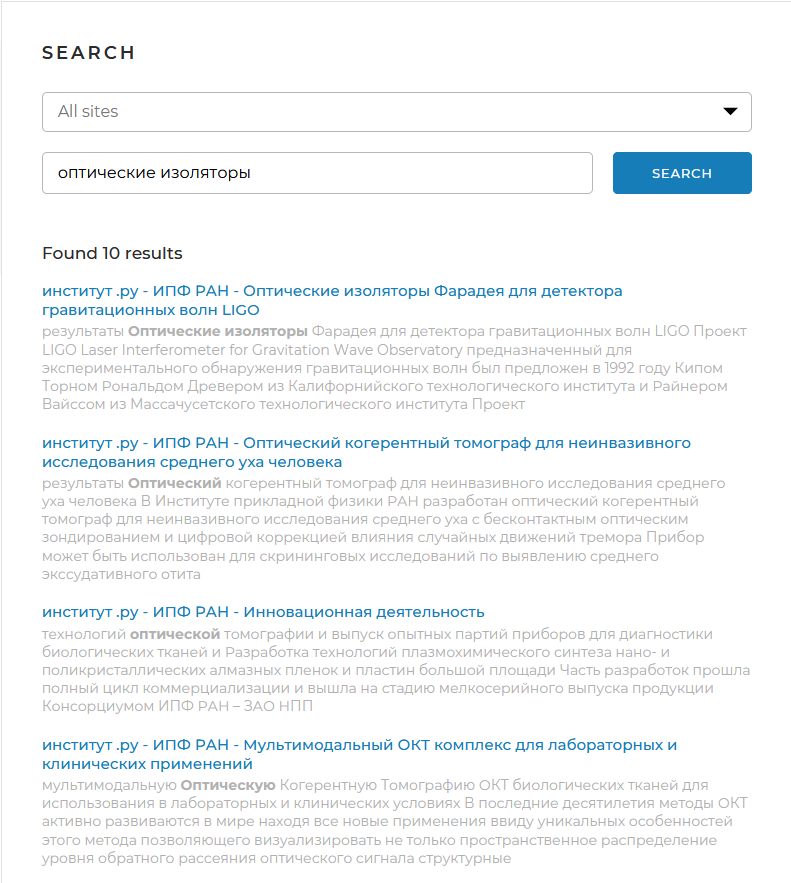 SEARCH
All sites
оптические изоляторы
SEARCH
Found 10 results
институт .ру - ИПФ РАН - Оптические изоляторы Фарадея для детектора
гравитационных волн LIGO
результаты Оптические изоляторы Фарадея для детектора гравитационных волн LIGO Проект
LIGO Laser Interferometer for Gravitation Wave Observatory предназначенный для
экспериментального обнаружения гравитационных волн был предложен в 1992 году Кипом
Торном Рональдом Древером из Калифорнийского технологического института и Райнером
Вайссом из Массачусетского технологического института Проект
институт .ру - ИПФ РАН - Оптический когерентный томограф для неинвазивного
исследования среднего уха человека
результаты Оптический когерентный томограф для неинвазивного исследования среднего
уха человека В Институте прикладной физики РАН разработан оптический когерентный
томограф для неинвазивного исследования среднего уха с бесконтактным оптическим
зондированием и цифровой коррекцией влияния случайных движений тремора Прибор
может быть использован для скрининговых исследований по выявлению среднего
экссудативного отита
институт .ру - ИПФ РАН - Инновационная деятельность
технологий оптической томографии и выпуск опытных партий приборов для диагностики
биологических тканей и Разработка технологий плазмохимического синтеза нано- и
поликристаллических алмазных пленок и пластин большой площади Часть разработок прошла
полный цикл коммерциализации и вышла на стадию мелкосерийного выпуска продукции
Консорциумом ИПФ РАН – ЗАО НПП
институт .ру - ИПФ РАН - Мультимодальный ОКТ комплекс для лабораторных и
клинических применений
мультимодальную Оптическую Когерентную Томографию ОКТ биологических тканей для
использования в лабораторных и клинических условиях В последние десятилетия методы ОКТ
активно развиваются в мире находя все новые применения ввиду уникальных особенностей
этого метода позволяющего визуализировать не только пространственное распределение
уровня обратного рассеяния оптического сигнала структурные